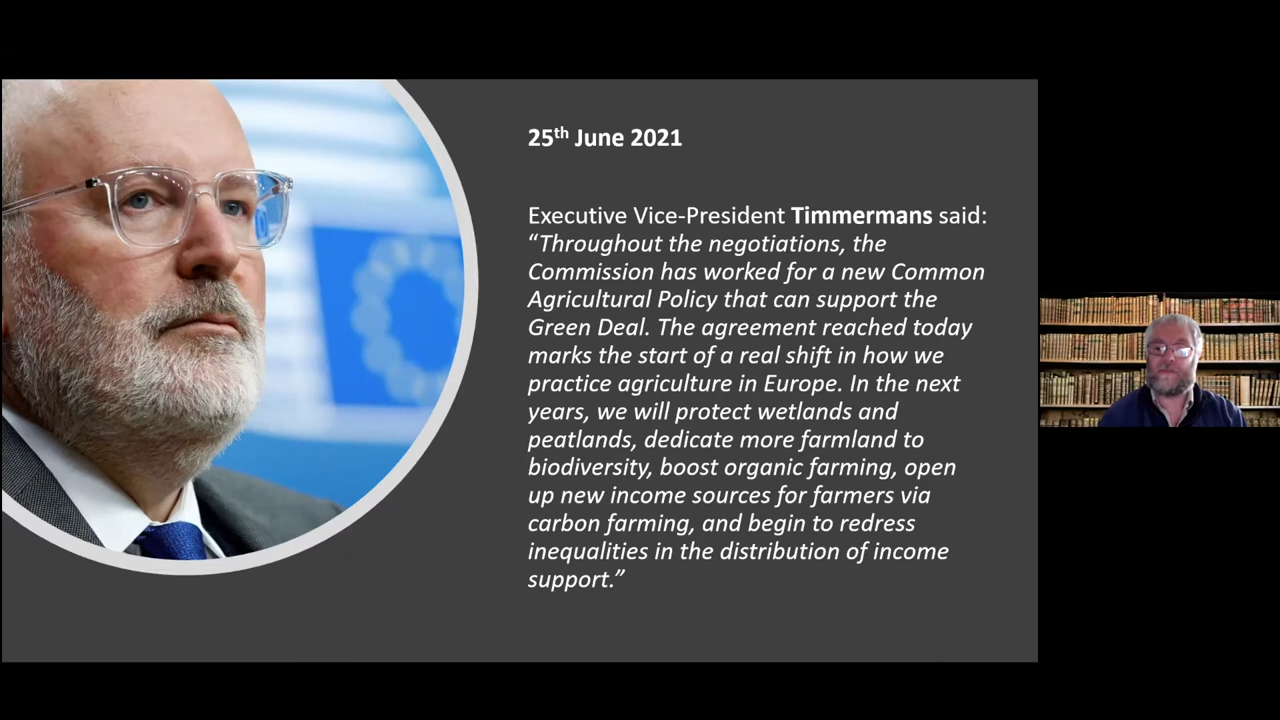 25th June 2021
Executive Vice-President Timmermans said:
“Throughout the negotiations, the
Commission has worked for a new Common
Agricultural Policy that can support the
Green Deal. The agreement reached today
marks the start of a real shift in how we
practice agriculture in Europe. In the next
years, we will protect wetlands and
peatlands, dedicate more farmland to
biodiversity, boost organic farming, open
up new income sources for farmers via
carbon farming, and begin to redress
inequalities in the distribution of income
support.”